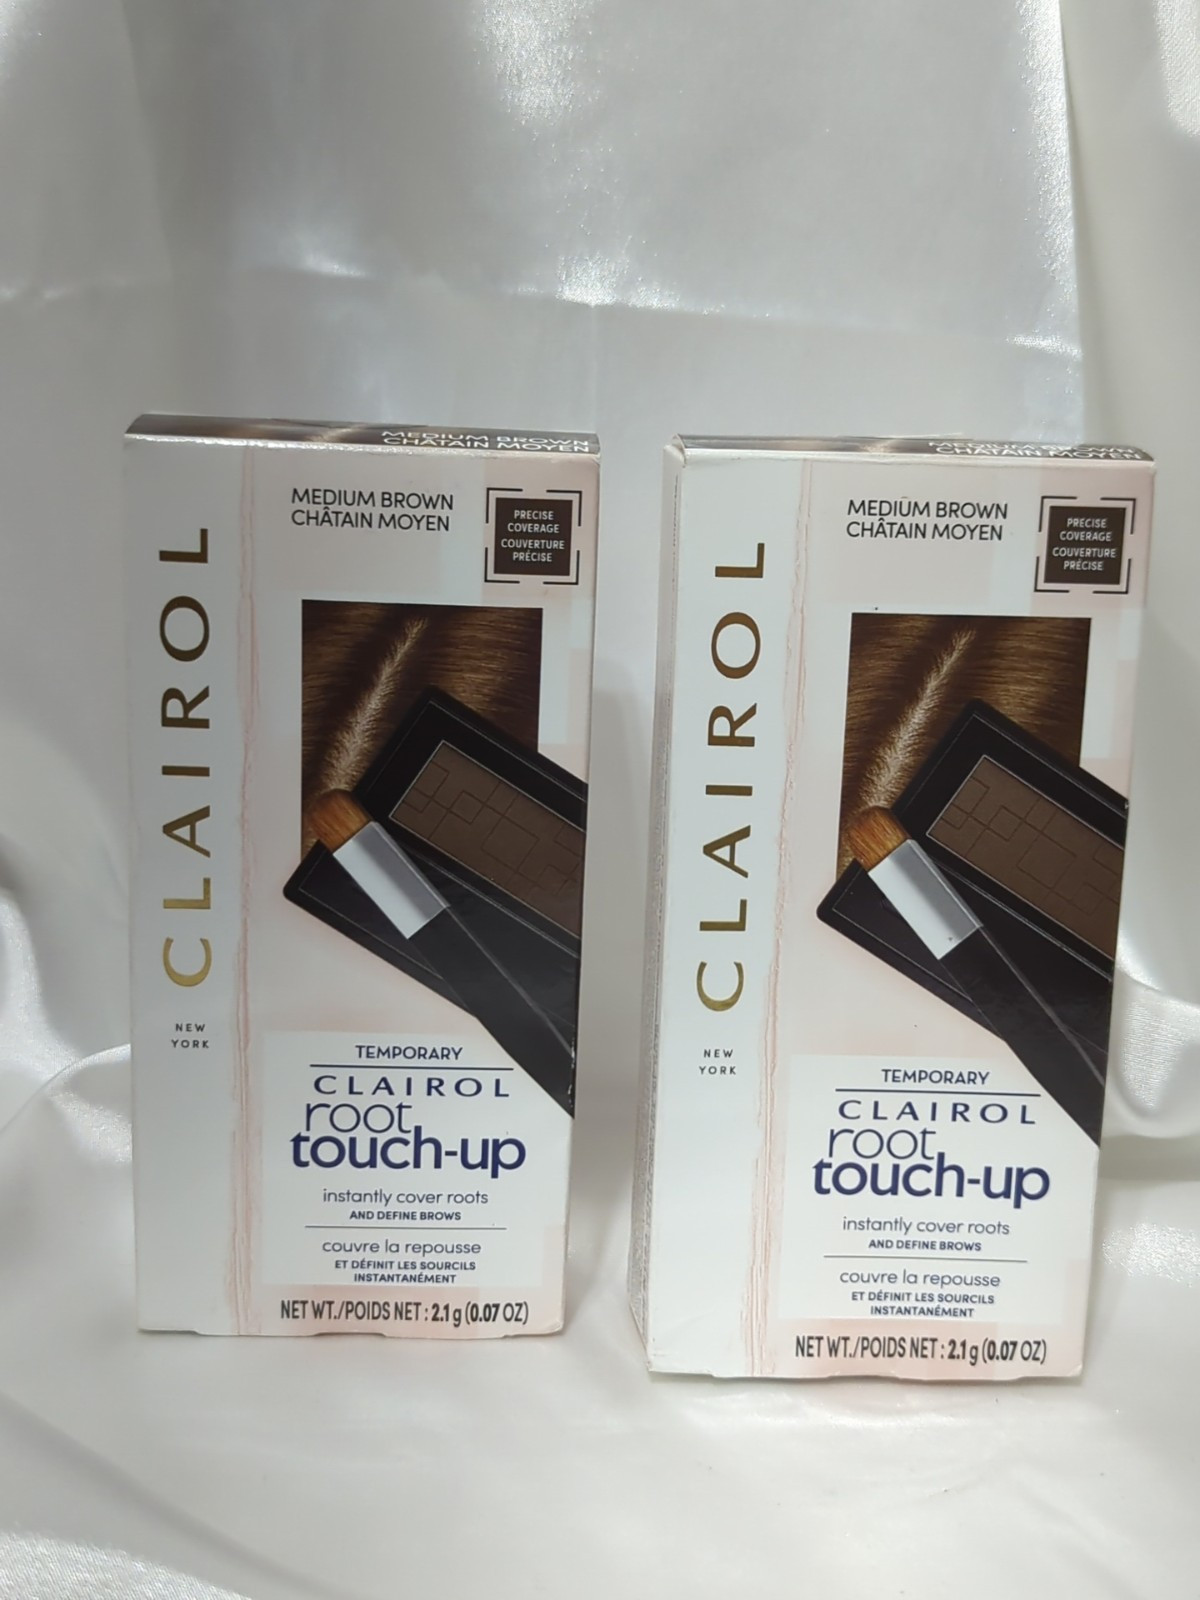 MEDIUM BROWN
CHÂTAIN MOYEN
MEDIUM BROWN
CHÂTAIN MOYEN
PRECISE
COVERAGE
COUVERTURE
PRÉCISE
CLAIROL
NEW
YORK
TEMPORARY
CLAIROL
root
touch-up
instantly cover roots
AND DEFINE BROWS
couvre la repousse
ET DÉFINIT LES SOURCILS
INSTANTANÉMENT
NET WT./POIDS NET : 2.1 g (0.07 OZ)
MEDIUM BROWN
CHÂTAIN MOYEN
MEDIUM BROWN
CHÂTAIN MOYEN
PRECISE
COVERAGE
COUVERTURE
PRÉCISE
CLAIROL
NEW
YORK
TEMPORARY
CLAIROL
root
touch-up
instantly cover roots
AND DEFINE BROWS
couvre la repousse
ET DÉFINIT LES SOURCILS
INSTANTANÉMENT
NET WT./POIDS NET : 2.1 g (0.07 OZ)